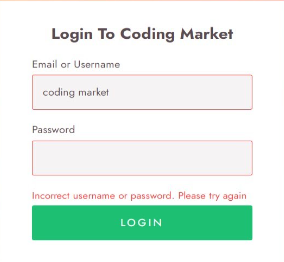 Login To Coding Market
Email or Username
coding market
Password
Incorrect username or password. Please try again
LOGIN